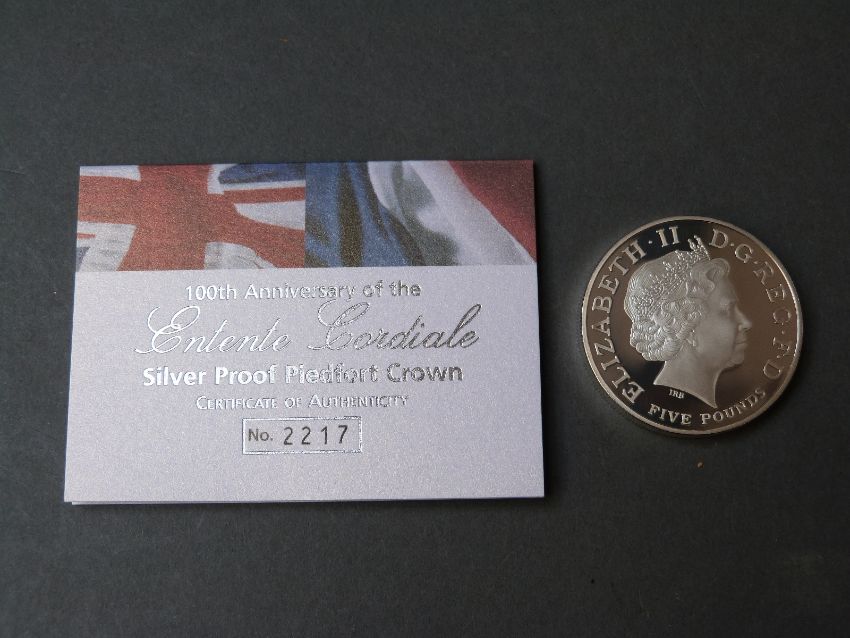 100th Anniversary of the
Entente Cordiale
Silver Proof Piedfort Crown
CERTIFICATE OF AUTHENTICITY
No. 2217
ELIZABETH·II D·G·REG·F·D
IRB
FIVE POUNDS